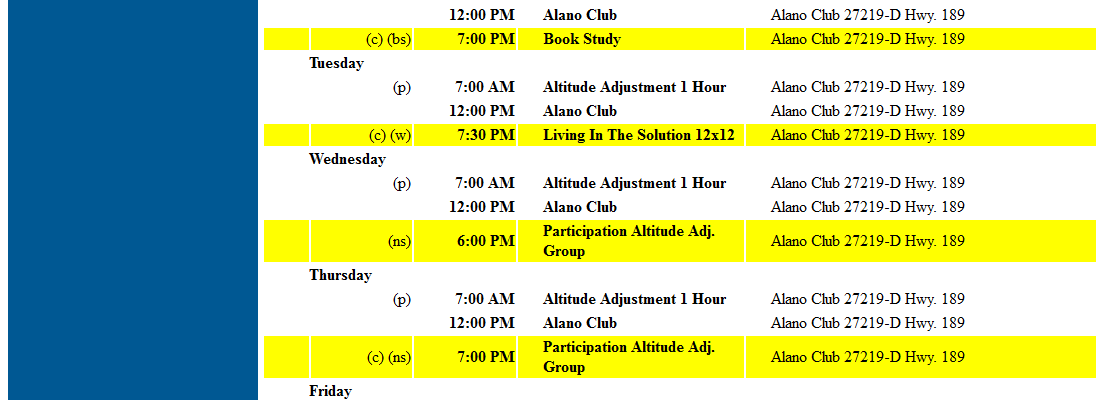 12:00 PM Alano Club Alano Club 27219-D Hwy. 189
(c) (bs) 7:00 PM Book Study Alano Club 27219-D Hwy. 189
Tuesday
(p) 7:00 AM Altitude Adjustment 1 Hour Alano Club 27219-D Hwy. 189
12:00 PM Alano Club Alano Club 27219-D Hwy. 189
(c) (w) 7:30 PM Living In The Solution 12x12 Alano Club 27219-D Hwy. 189
Wednesday
(p) 7:00 AM Altitude Adjustment 1 Hour Alano Club 27219-D Hwy. 189
12:00 PM Alano Club Alano Club 27219-D Hwy. 189
(ns) 6:00 PM Participation Altitude Adj. Alano Club 27219-D Hwy. 189
Group
Thursday
(p) 7:00 AM Altitude Adjustment 1 Hour Alano Club 27219-D Hwy. 189
12:00 PM Alano Club Alano Club 27219-D Hwy. 189
(c) (ns) 7:00 PM Participation Altitude Adj. Alano Club 27219-D Hwy. 189
Group
Friday